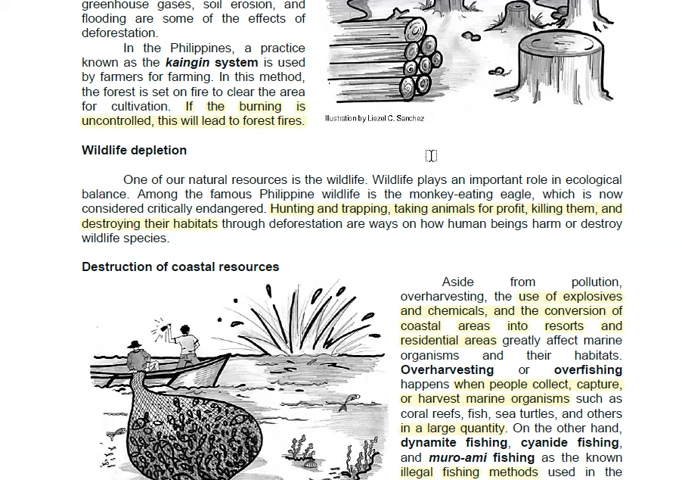 greenhouse gases, soil erosion, and
flooding are some of the effects of
deforestation.
In the Philippines, a practice
known as the kaingin system is used
by farmers for farming. In this method,
the forest is set on fire to clear the area
for cultivation. If the burning is
uncontrolled, this will lead to forest fires.
Illustration by Liezel C. Sanchez
Wildlife depletion
One of our natural resources is the wildlife. Wildlife plays an important role in ecological
balance. Among the famous Philippine wildlife is the monkey-eating eagle, which is now
considered critically endangered. Hunting and trapping, taking animals for profit, killing them, and
destroying their habitats through deforestation are ways on how human beings harm or destroy
wildlife species.
Destruction of coastal resources
Aside from pollution,
overharvesting, the use of explosives
and chemicals, and the conversion of
coastal areas into resorts and
residential areas greatly affect marine
organisms and their habitats.
Overharvesting or overfishing
happens when people collect, capture,
or harvest marine organisms such as
coral reefs, fish, sea turtles, and others
in a large quantity. On the other hand,
dynamite fishing, cyanide fishing,
and muro-ami fishing as the known
illegal fishing methods used in the